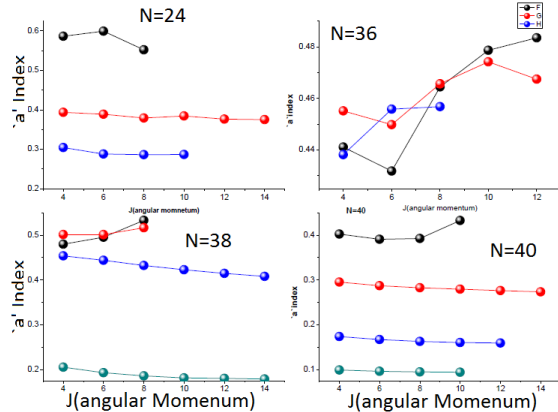 N=24
`a' Index
0.6
0.5
0.4
0.3
0.2
4 6 8 10 12 14
J(angular momnetum)
N=36
F
G
H
`a`index
0.48
0.46
0.44
4 6 8 10 12
J(angular momentum)
N=38
`a' Index
0.5
0.4
0.3
0.2
4 6 8 10 12 14
J(angular Momenum)
N=40
N=40
`a`index
0.4
0.3
0.2
0.1
4 6 8 10 12 14
J(angular Momenum)